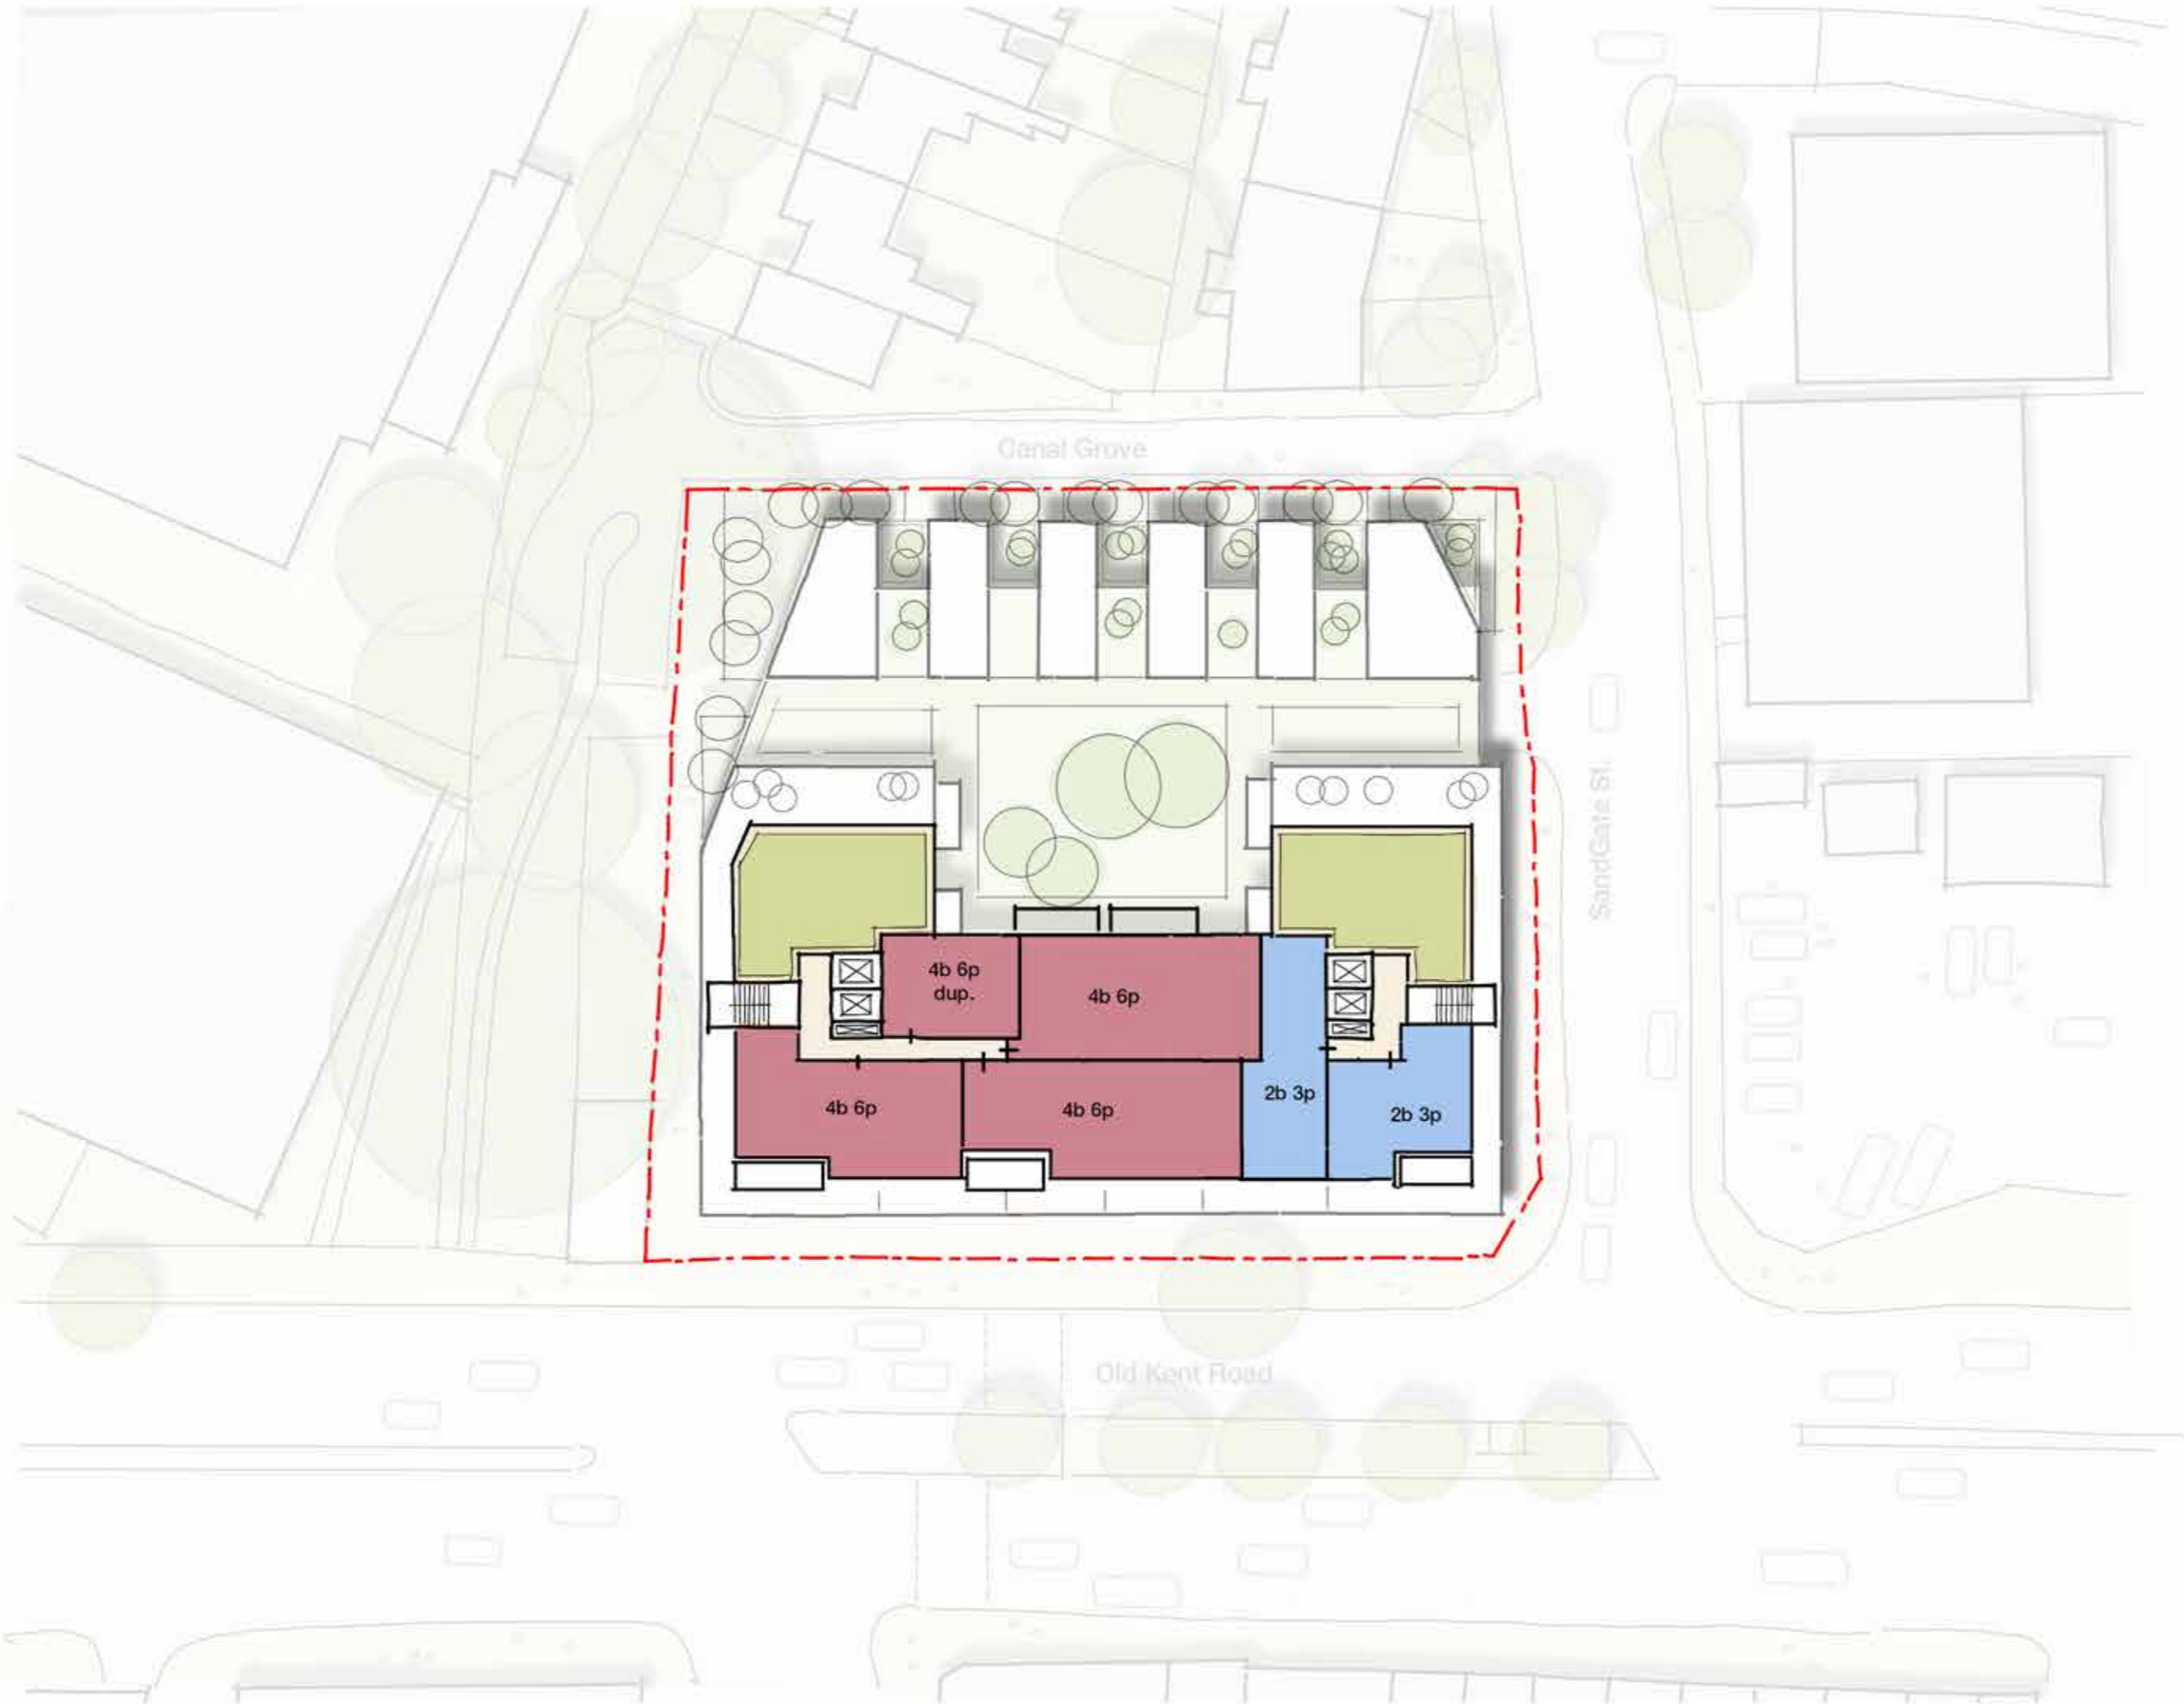 Canal Grove
SandGate St.
4b 6p
dup.
4b 6p
4b 6p
4b 6p
2b 3p
2b 3p
Old Kent Road